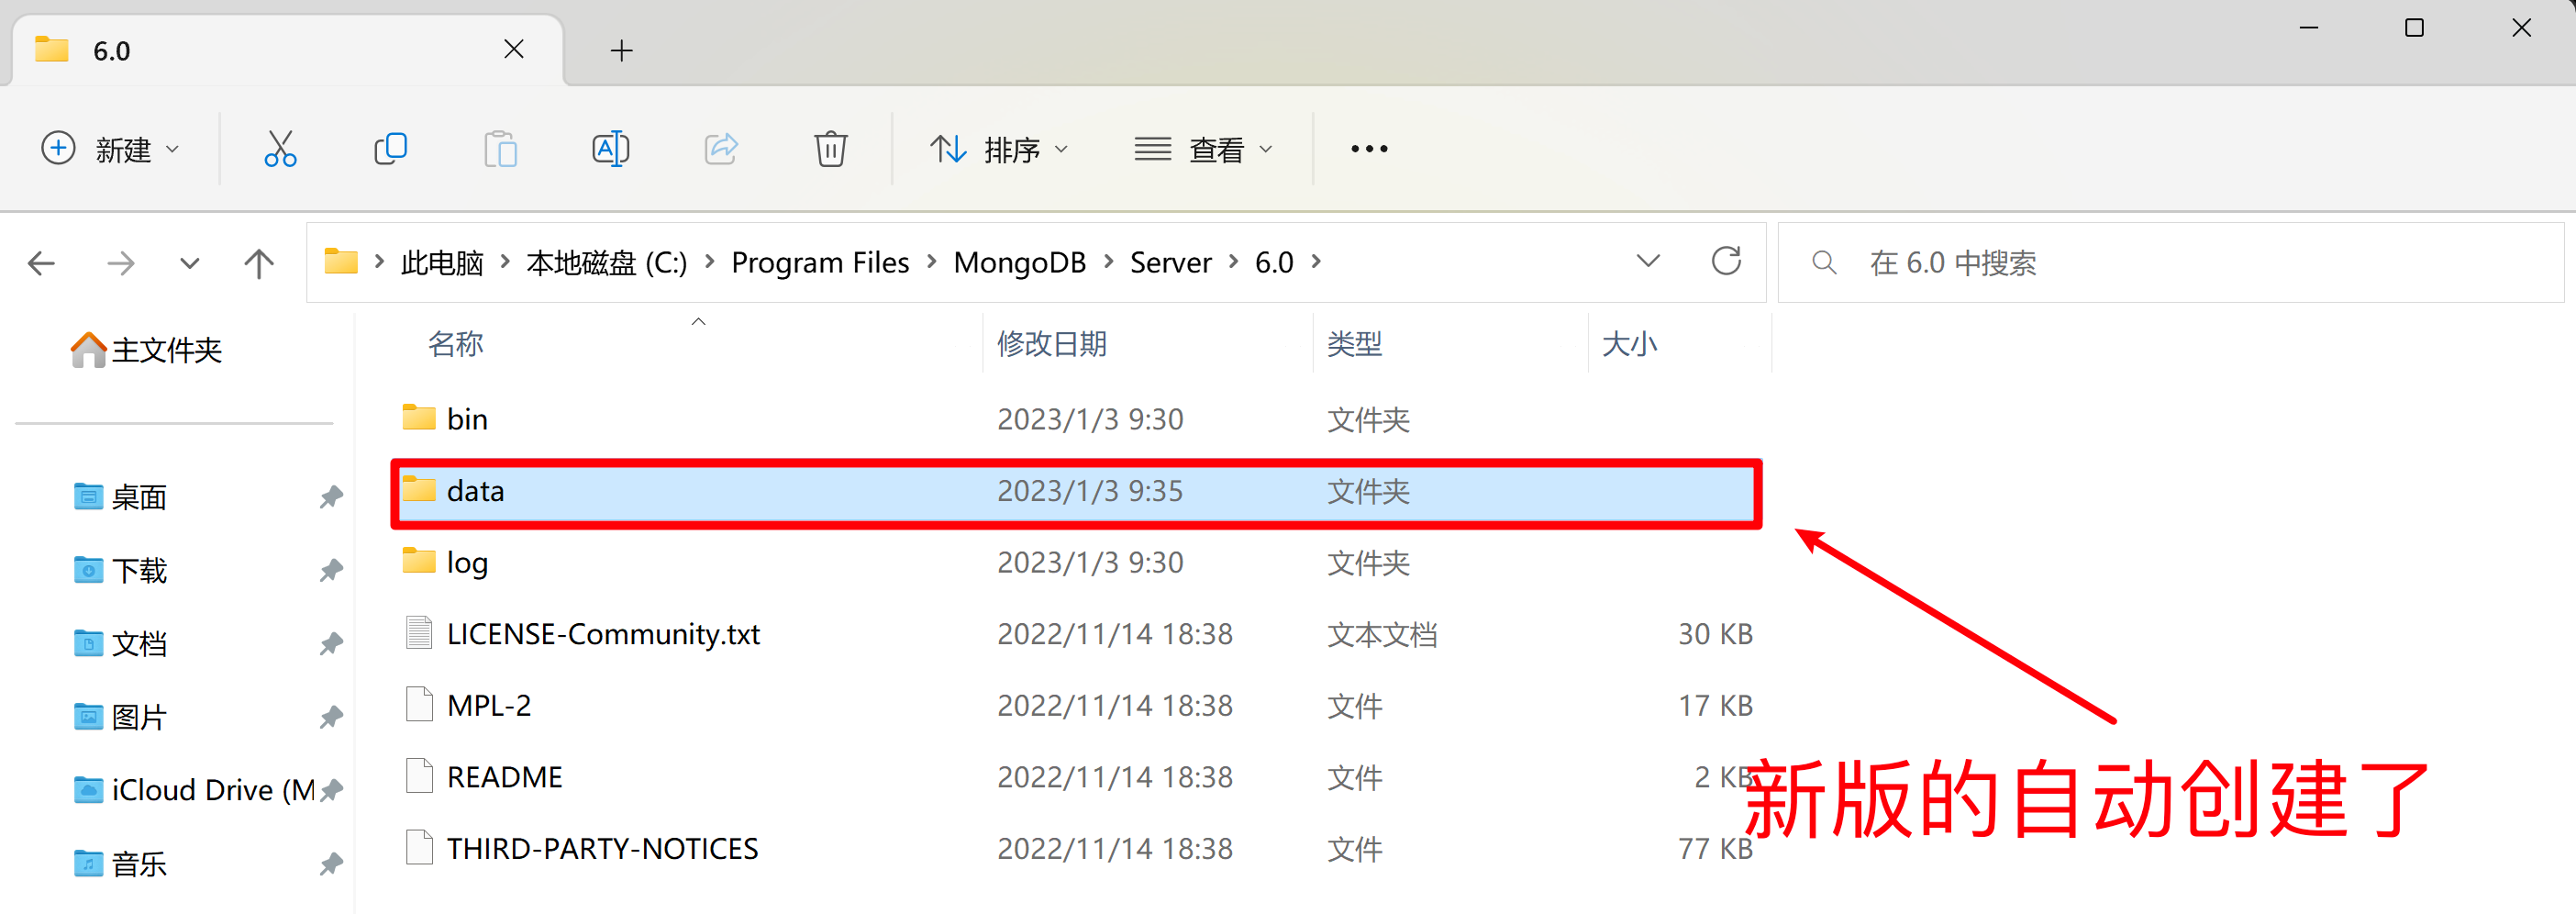 6.0
新建
排序
查看
此电脑 本地磁盘 (C:) Program Files MongoDB Server 6.0
在 6.0 中搜索
主文件夹
桌面
下载
文档
图片
iCloud Drive (M
音乐
名称 修改日期 类型 大小
bin 2023/1/3 9:30 文件夹
data 2023/1/3 9:35 文件夹
log 2023/1/3 9:30 文件夹
LICENSE-Community.txt 2022/11/14 18:38 文本文档 30 KB
MPL-2 2022/11/14 18:38 文件 17 KB
README 2022/11/14 18:38 文件 2 KB
THIRD-PARTY-NOTICES 2022/11/14 18:38 文件 77 KB
新版的自动创建了